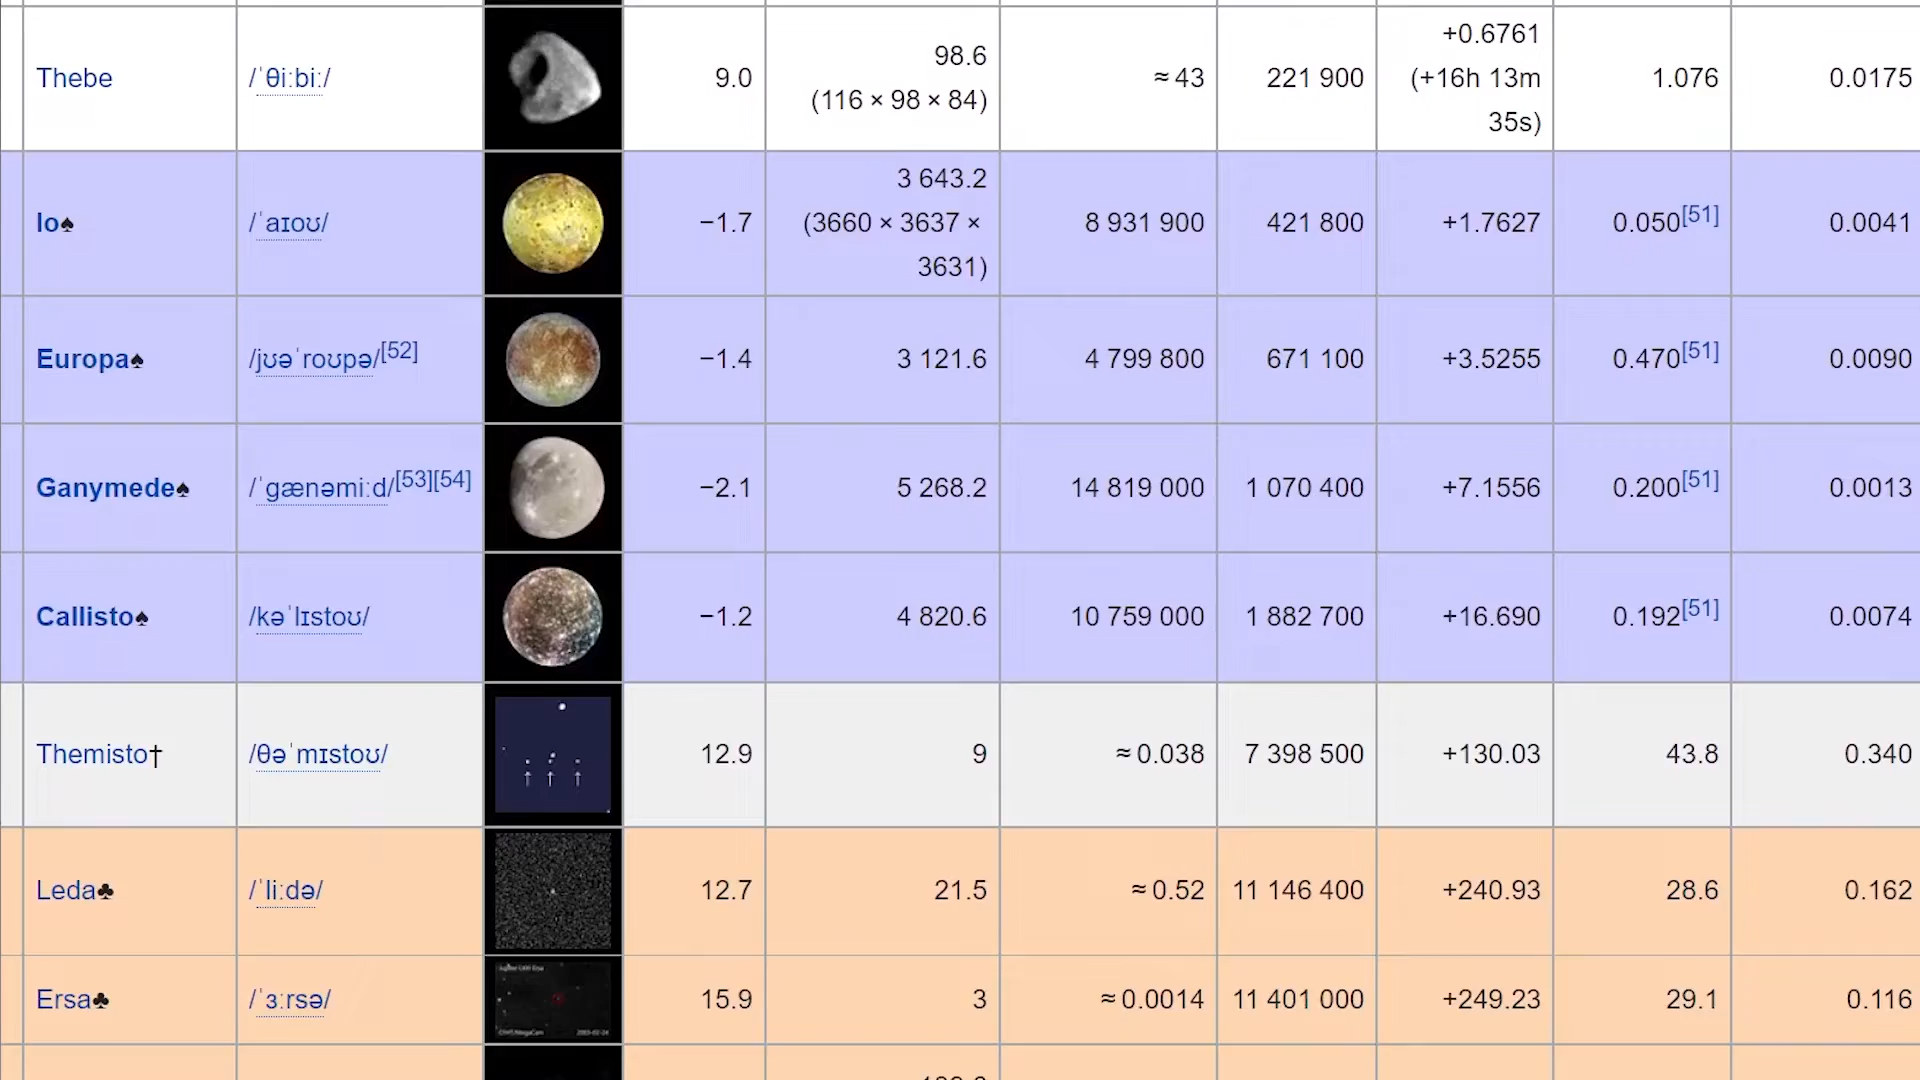 Thebe /ˈθiːbiː/ 9.0 98.6 (116 × 98 × 84) ≈ 43 221 900 +0.6761 (+16h 13m 35s) 1.076 0.0175
Io♠ /ˈaɪoʊ/ −1.7 3 643.2 (3660 × 3637 × 3631) 8 931 900 421 800 +1.7627 0.050[51] 0.0041
Europa♠ /jʊəˈroʊpə/[52] −1.4 3 121.6 4 799 800 671 100 +3.5255 0.470[51] 0.0090
Ganymede♠ /ˈɡænəmiːd/[53][54] −2.1 5 268.2 14 819 000 1 070 400 +7.1556 0.200[51] 0.0013
Callisto♠ /kəˈlɪstoʊ/ −1.2 4 820.6 10 759 000 1 882 700 +16.690 0.192[51] 0.0074
Themisto† /θəˈmɪstoʊ/ 12.9 9 ≈ 0.038 7 398 500 +130.03 43.8 0.340
Leda♣ /ˈliːdə/ 12.7 21.5 ≈ 0.52 11 146 400 +240.93 28.6 0.162
Ersa♣ /ˈɜːrsə/ 15.9 3 ≈ 0.0014 11 401 000 +249.23 29.1 0.116